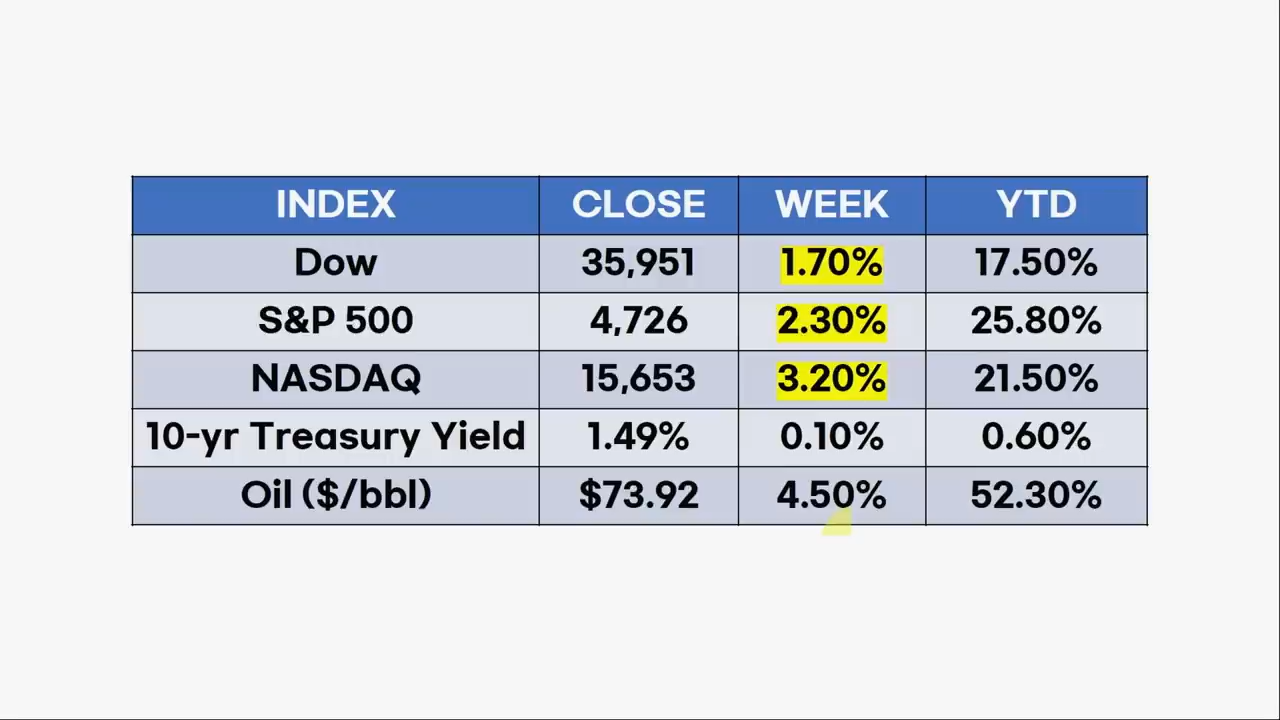 INDEX CLOSE WEEK YTD
Dow 35,951 1.70% 17.50%
S&P 500 4,726 2.30% 25.80%
NASDAQ 15,653 3.20% 21.50%
10-yr Treasury Yield 1.49% 0.10% 0.60%
Oil ($/bbl) $73.92 4.50% 52.30%